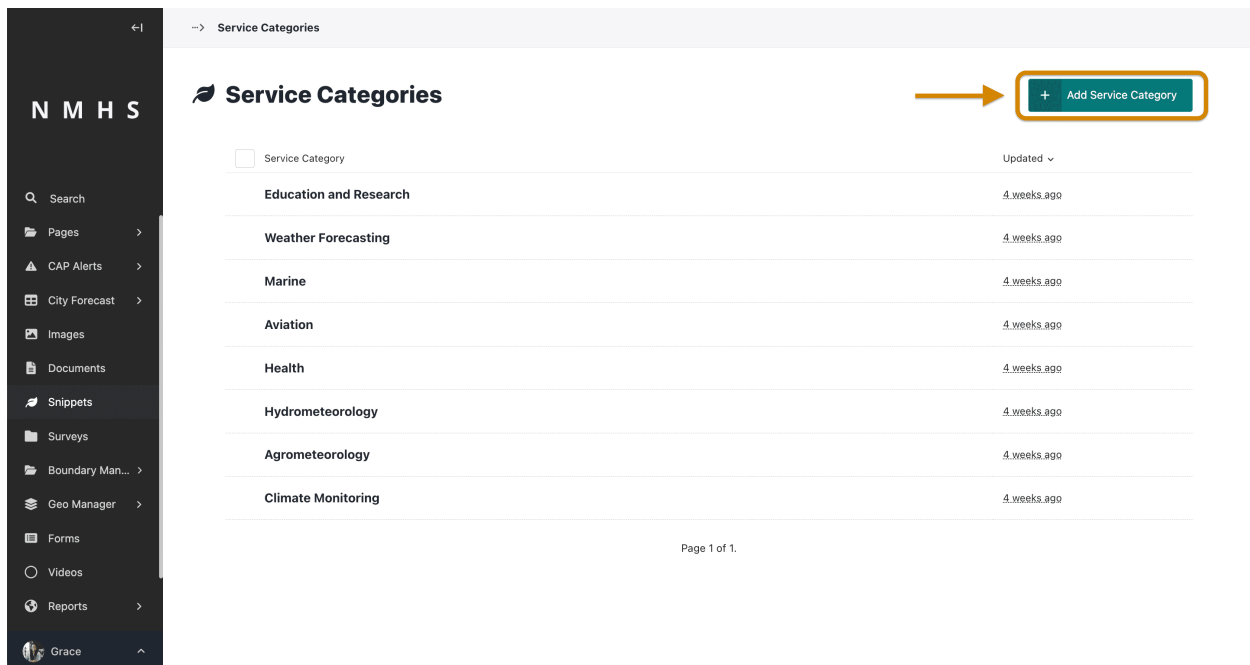 Service Categories
N M H S
Service Categories
+ Add Service Category
Service Category
Updated
Search
Education and Research
4 weeks ago
Pages
Weather Forecasting
4 weeks ago
CAP Alerts
Marine
4 weeks ago
City Forecast
Aviation
4 weeks ago
Images
Health
4 weeks ago
Documents
Hydrometeorology
4 weeks ago
Snippets
Agrometeorology
4 weeks ago
Surveys
Climate Monitoring
4 weeks ago
Boundary Man...
Geo Manager
Page 1 of 1.
Forms
Videos
Reports
Grace